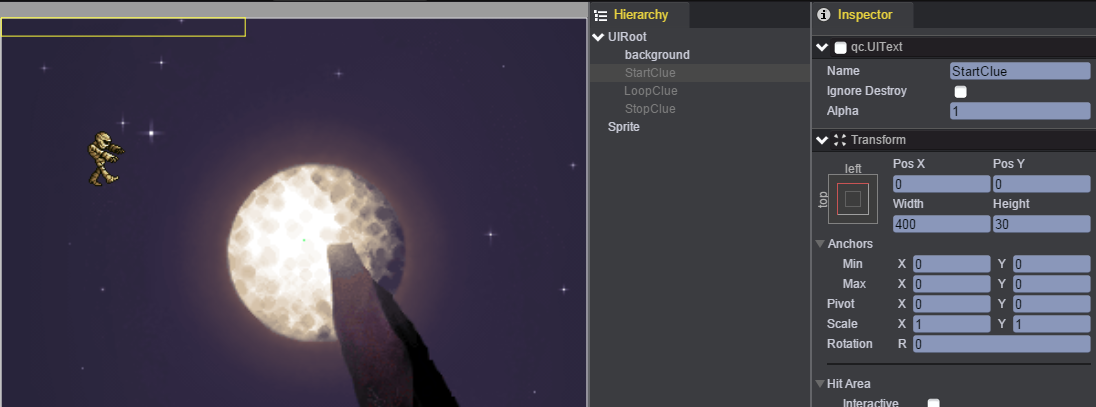 Hierarchy
UIRoot
background
StartClue
LoopClue
StopClue
Sprite
Inspector
qc.UIText
Name StartClue
Ignore Destroy
Alpha 1
Transform
left
top
Pos X Pos Y
0 0
Width Height
400 30
Anchors
Min X 0 Y 0
Max X 0 Y 0
Pivot X 0 Y 0
Scale X 1 Y 1
Rotation R 0
Hit Area
Interactive